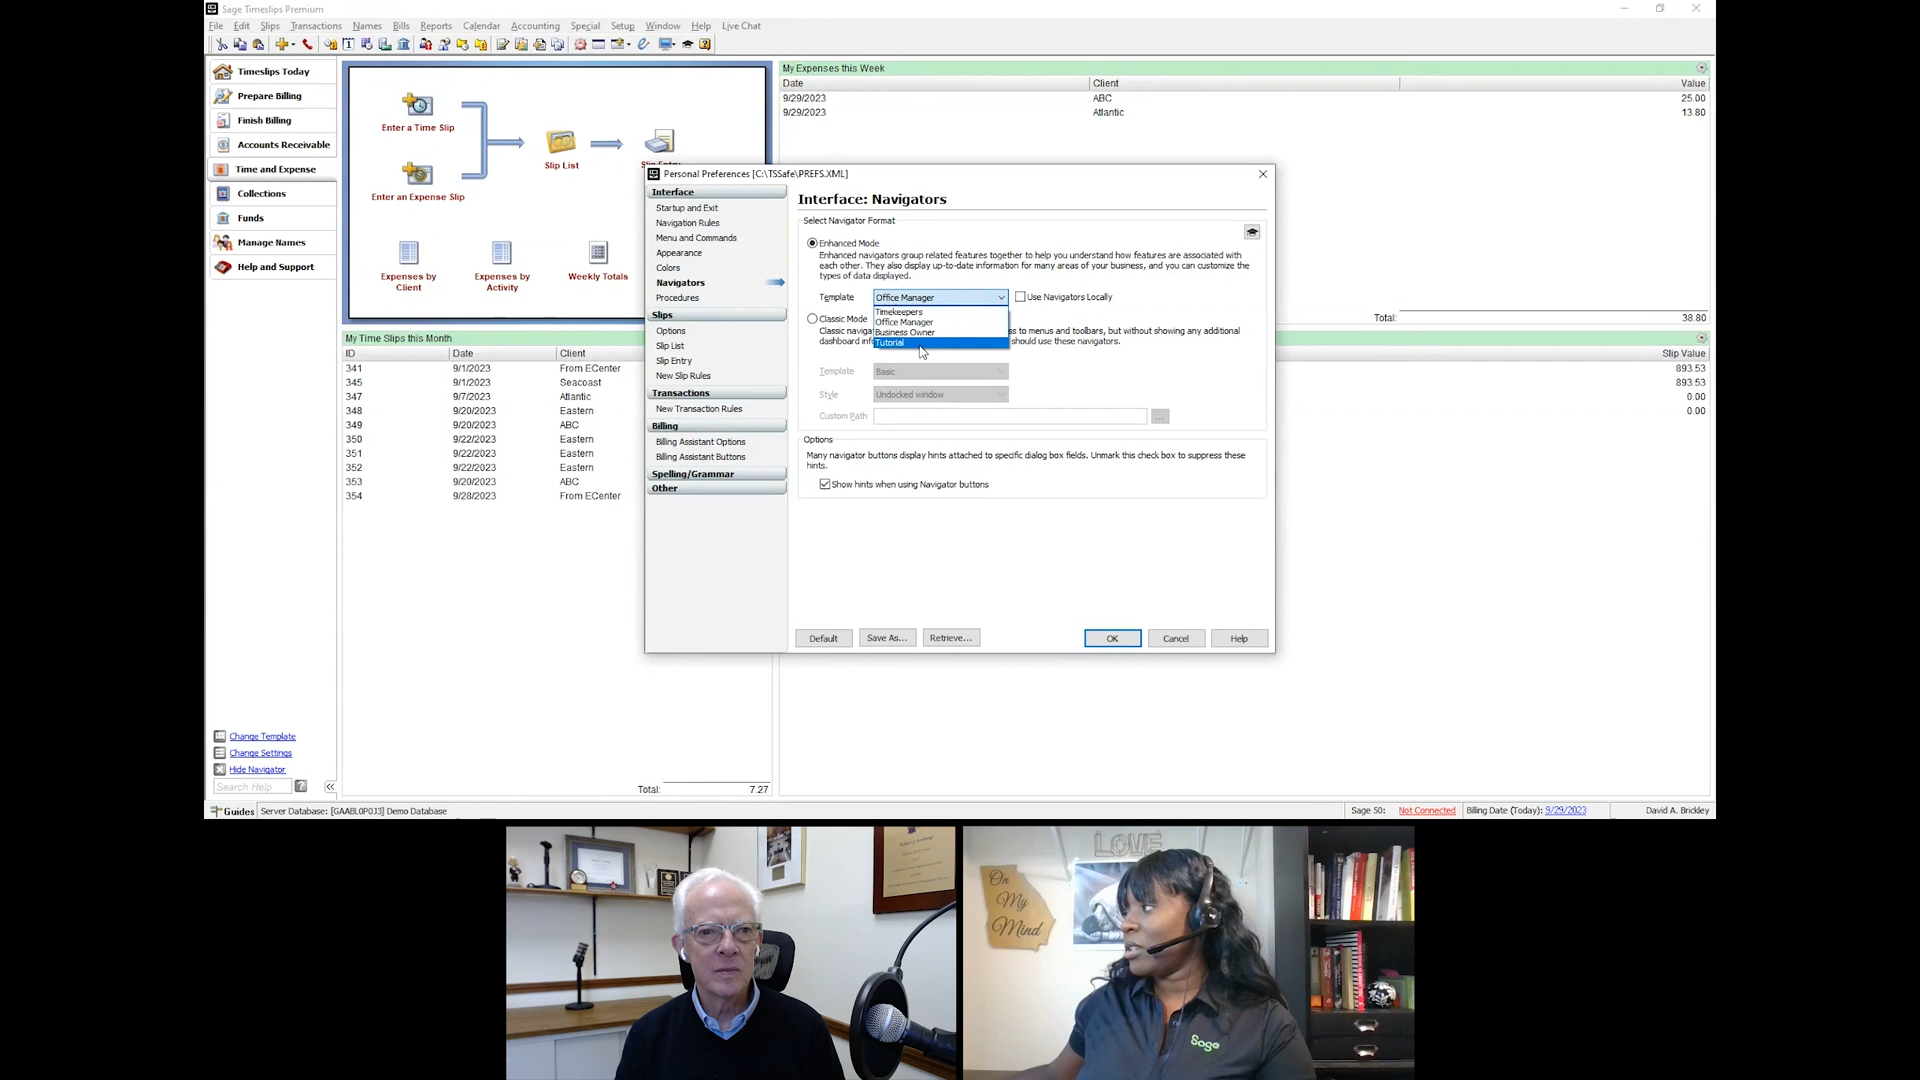 Sage Timeslips Premium
File Edit Slips Transactions Names Bills Reports Calendar Accounting Special Setup Window Help Live Chat
Timeslips Today
Prepare Billing
Finish Billing
Accounts Receivable
Time and Expense
Collections
Funds
Manage Names
Help and Support
Change Template
Change Settings
Hide Navigator
Search Help
Enter a Time Slip
Enter an Expense Slip
Slip List
Slip Entry
Expenses by Client
Expenses by Activity
Weekly Totals
My Expenses this Week
Date Client Value
9/29/2023 ABC 25.00
9/29/2023 Atlantic 13.80
Total: 38.80
My Time Slips this Month
ID Date Client
341 9/1/2023 From ECenter
345 9/1/2023 Seacoast
347 9/7/2023 Atlantic
348 9/20/2023 Eastern
349 9/20/2023 ABC
350 9/22/2023 Eastern
351 9/22/2023 Eastern
352 9/22/2023 Eastern
353 9/20/2023 ABC
354 9/28/2023 From ECenter
Total: 7.27
Slip Value
893.53
893.53
0.00
0.00
Personal Preferences [C:\TSSafe\PREFS.XML]
Interface
Startup and Exit
Navigation Rules
Menu and Commands
Appearance
Colors
Navigators
Procedures
Slips
Options
Slip List
Slip Entry
New Slip Rules
Transactions
New Transaction Rules
Billing
Billing Assistant Options
Billing Assistant Buttons
Spelling/Grammar
Other
Interface: Navigators
Select Navigator Format
Enhanced Mode
Enhanced navigators group related features together to help you understand how features are associated with
each other. They also display up-to-date information for many areas of your business, and you can customize the
types of data displayed.
Template Office Manager Use Navigators Locally
Timekeepers
Office Manager
Business Owner
Tutorial
Classic Mode
Classic naviga ss to menus and toolbars, but without showing any additional
dashboard info should use these navigators.
Template Basic
Style Undocked window
Custom Path ...
Options
Many navigator buttons display hints attached to specific dialog box fields. Unmark this check box to suppress these
hints.
Show hints when using Navigator buttons
Default Save As... Retrieve... OK Cancel Help
Guides Server Database: [GAABL0P0J3] Demo Database Sage 50: Not Connected Billing Date (Today): 9/29/2023 David A. Brickley
LOVE
On
My
Mind
Sage